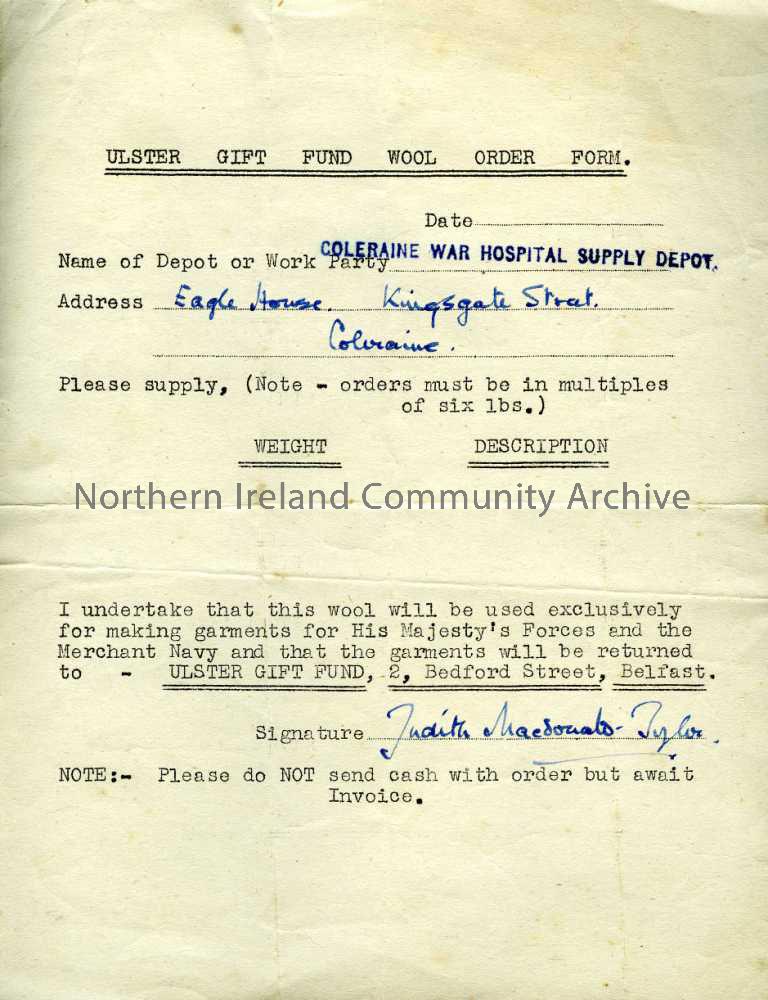 ULSTER GIFT FUND WOOL ORDER FORM.
Date
COLERAINE WAR HOSPITAL SUPPLY DEPOT.
Name of Depot or Work Party
Address Eagle House. Kingsgate Street.
Coleraine.
Please supply, (Note - orders must be in multiples
of six lbs.)
WEIGHT DESCRIPTION
Northern Ireland Community Archive
I undertake that this wool will be used exclusively
for making garments for His Majesty's Forces and the
Merchant Navy and that the garments will be returned
to - ULSTER GIFT FUND, 2, Bedford Street, Belfast.
Signature Judith Macdonald-Tylor.
NOTE:- Please do NOT send cash with order but await
Invoice.